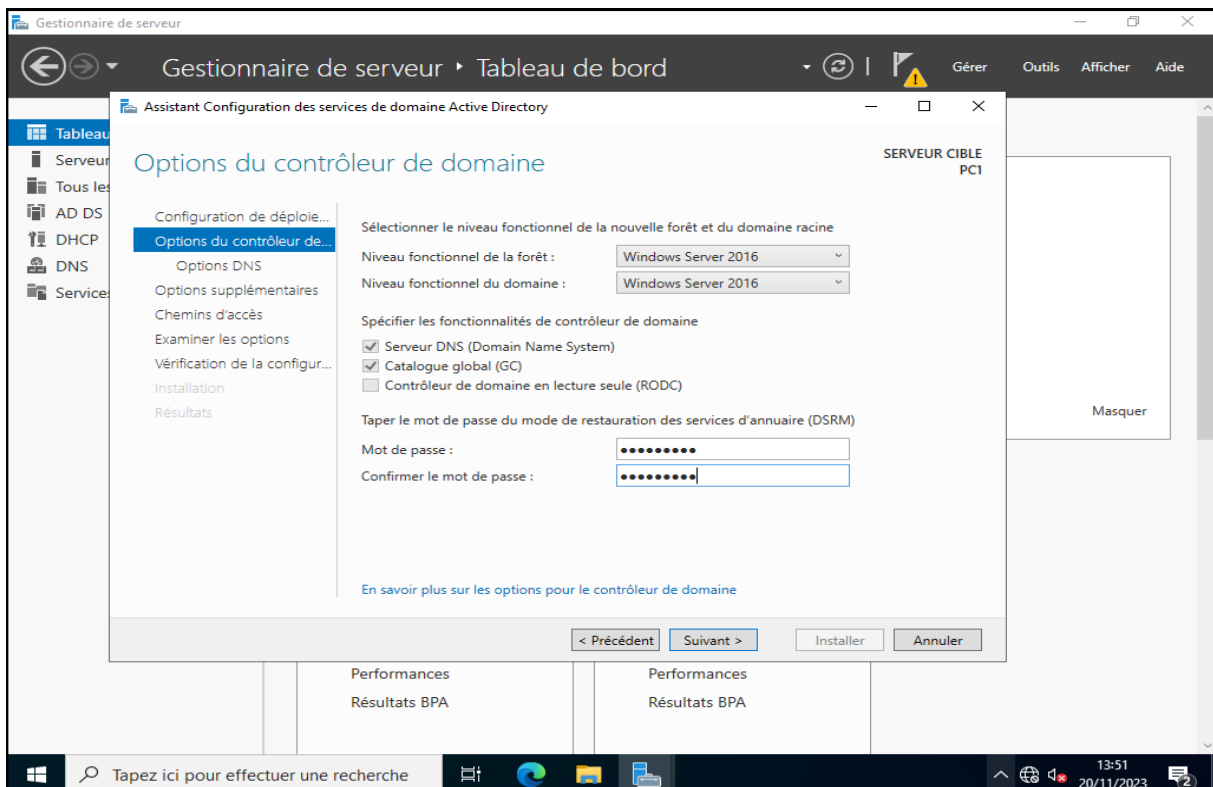 Gestionnaire de serveur
Gestionnaire de serveur ‣ Tableau de bord
Gérer Outils Afficher Aide
Assistant Configuration des services de domaine Active Directory
Options du contrôleur de domaine
SERVEUR CIBLE
PC1
Tableau
Serveur
Tous les
AD DS
DHCP
DNS
Services
Configuration de déploie...
Options du contrôleur de...
Options DNS
Options supplémentaires
Chemins d'accès
Examiner les options
Vérification de la configur...
Installation
Résultats
Sélectionner le niveau fonctionnel de la nouvelle forêt et du domaine racine
Niveau fonctionnel de la forêt : Windows Server 2016
Niveau fonctionnel du domaine : Windows Server 2016
Spécifier les fonctionnalités de contrôleur de domaine
Serveur DNS (Domain Name System)
Catalogue global (GC)
Contrôleur de domaine en lecture seule (RODC)
Taper le mot de passe du mode de restauration des services d'annuaire (DSRM)
Mot de passe : •••••••••
Confirmer le mot de passe : •••••••••
En savoir plus sur les options pour le contrôleur de domaine
< Précédent Suivant > Installer Annuler
Masquer
Performances Performances
Résultats BPA Résultats BPA
Tapez ici pour effectuer une recherche
13:51
20/11/2023
2